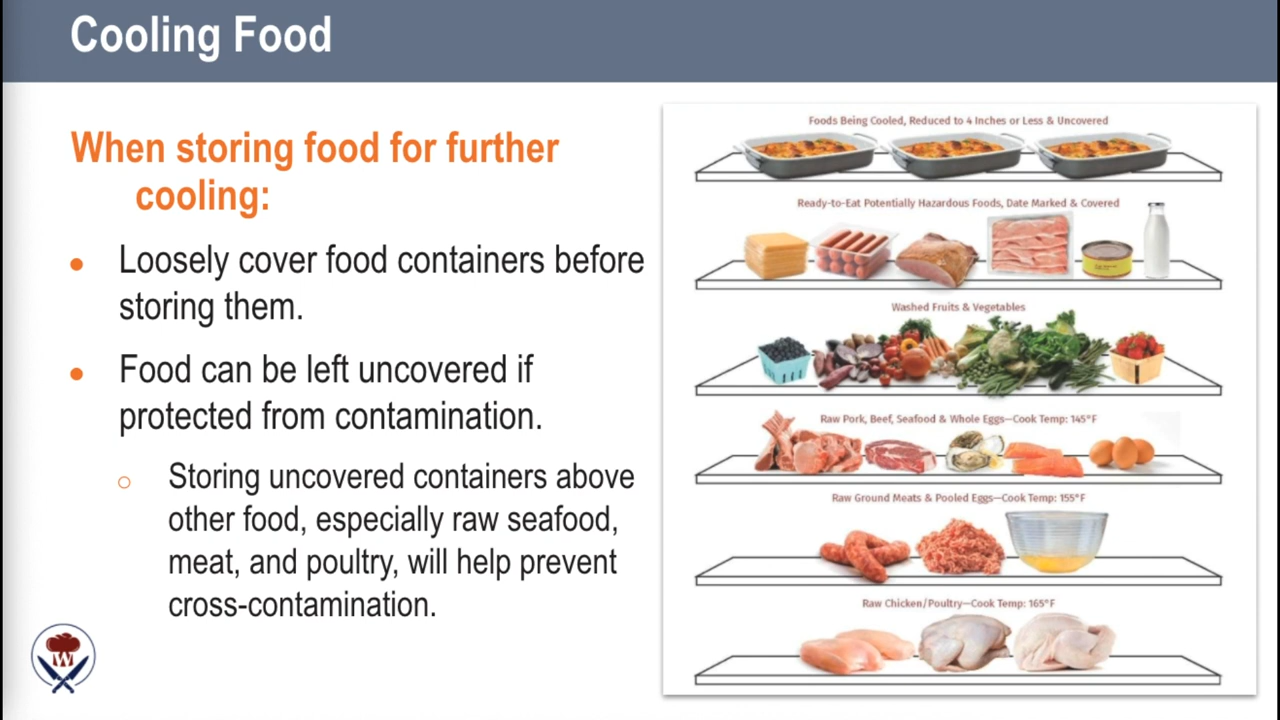 Cooling Food
When storing food for further
cooling:
Loosely cover food containers before
storing them.
Food can be left uncovered if
protected from contamination.
Storing uncovered containers above
other food, especially raw seafood,
meat, and poultry, will help prevent
cross-contamination.
W
Foods Being Cooled, Reduced to 4 Inches or Less & Uncovered
Ready-to-Eat Potentially Hazardous Foods, Date Marked & Covered
Washed Fruits & Vegetables
Raw Pork, Beef, Seafood & Whole Eggs—Cook Temp: 145°F
Raw Ground Meats & Pooled Eggs—Cook Temp: 155°F
Raw Chicken/Poultry—Cook Temp: 165°F